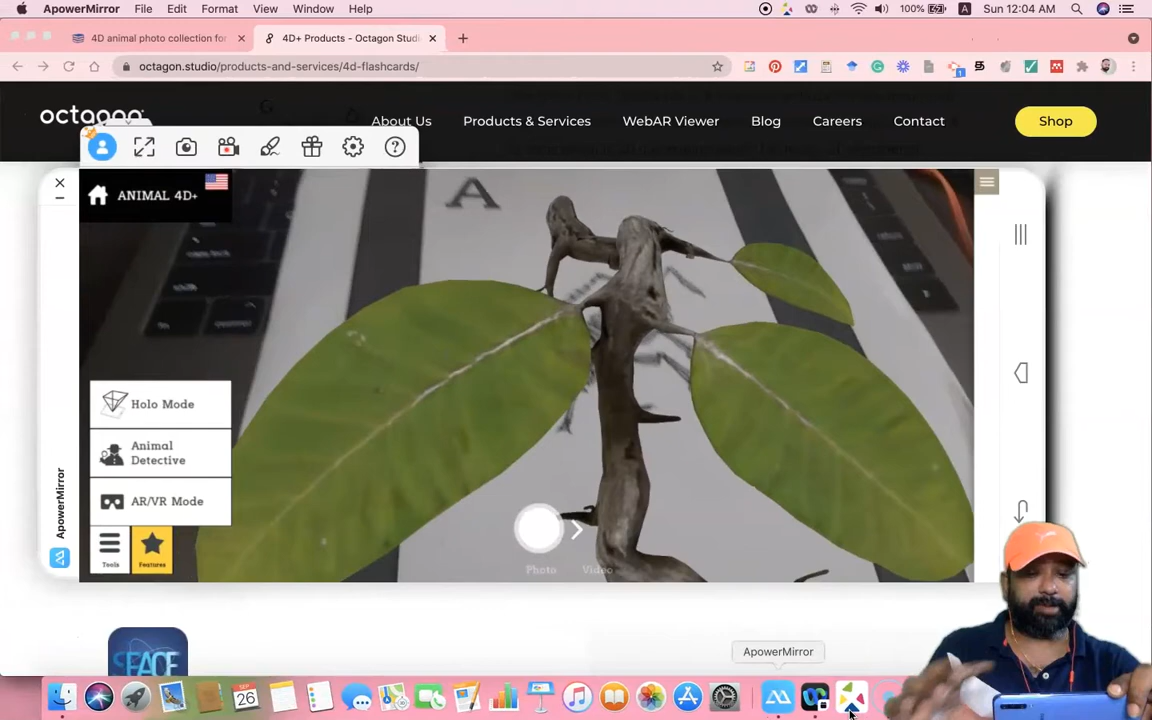 ApowerMirror File Edit Format View Window Help
100% A Sun 12:04 AM
4D animal photo collection for
4D+ Products - Octagon Studi
octagon.studio/products-and-services/4d-flashcards/
octagon
About Us Products & Services WebAR Viewer Blog Careers Contact Shop
ANIMAL 4D+
A
Holo Mode
Animal
Detective
AR/VR Mode
Tools Features
Photo Video
ApowerMirror
SPACE
ApowerMirror
SEP
26